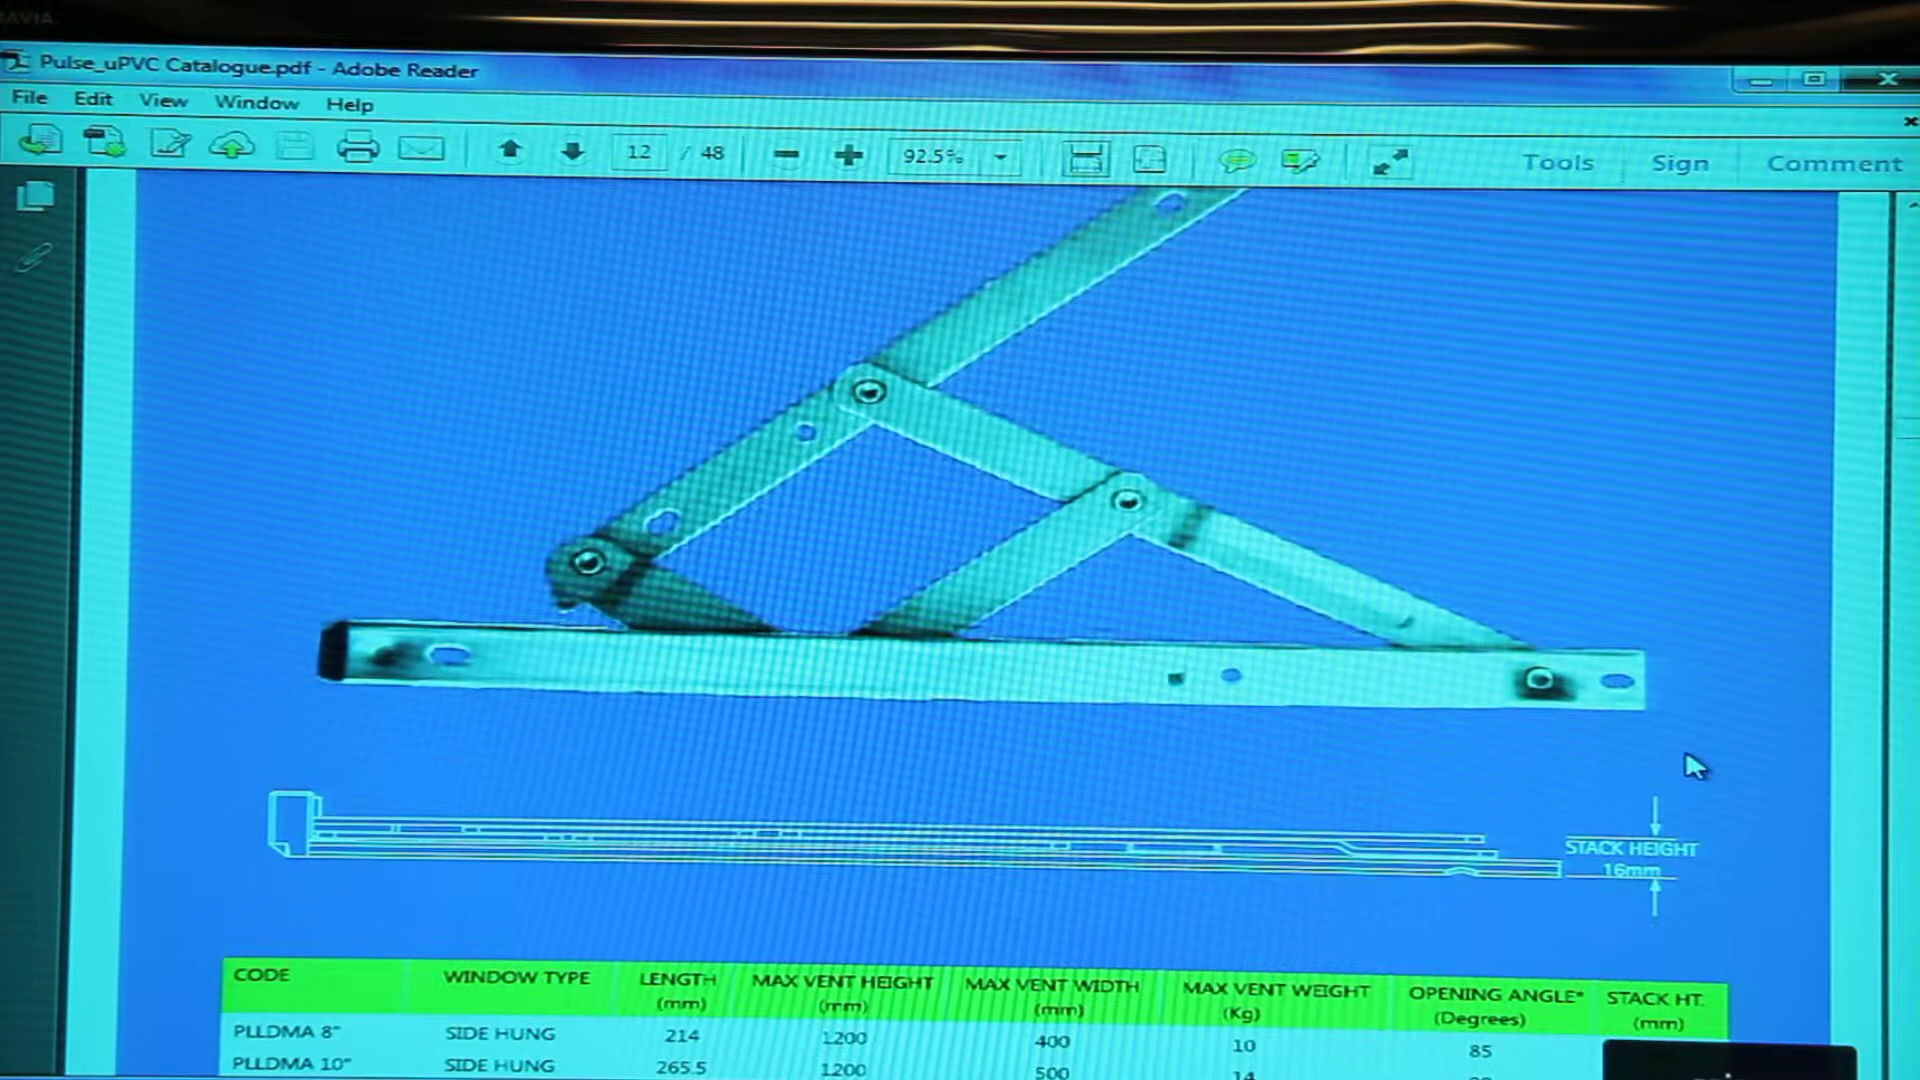 Pulse_uPVC Catalogue.pdf - Adobe Reader
File Edit View Window Help
12 / 48 92.5% Tools Sign Comment
STACK HEIGHT
16mm
CODE WINDOW TYPE LENGTH (mm) MAX VENT HEIGHT (mm) MAX VENT WIDTH (mm) MAX VENT WEIGHT (Kg) OPENING ANGLE* (Degrees) STACK HT. (mm)
PLLDMA 8" SIDE HUNG 214 1200 400 10 85
PLLDMA 10" SIDE HUNG 265.5 1200 500 14